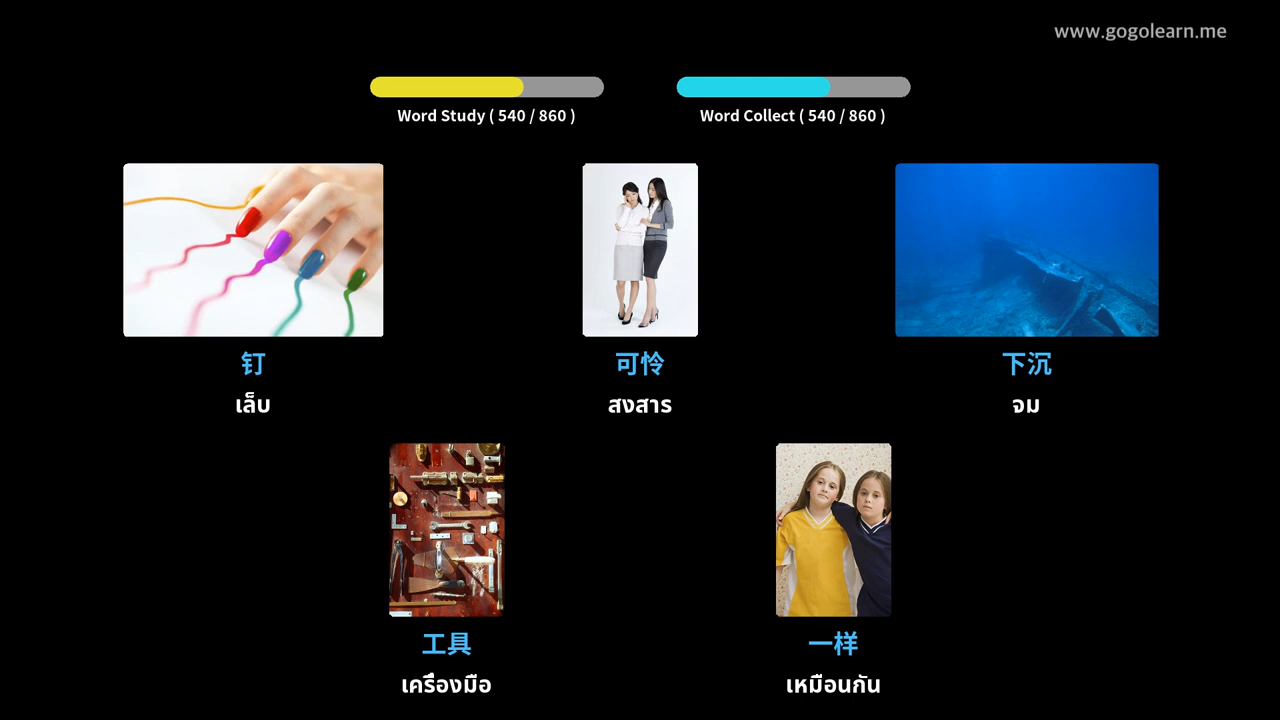 www.gogolearn.me
Word Study ( 540 / 860 )
Word Collect ( 540 / 860 )
钉
เล็บ
可怜
สงสาร
下沉
จม
工具
เครื่องมือ
一样
เหมือนกัน